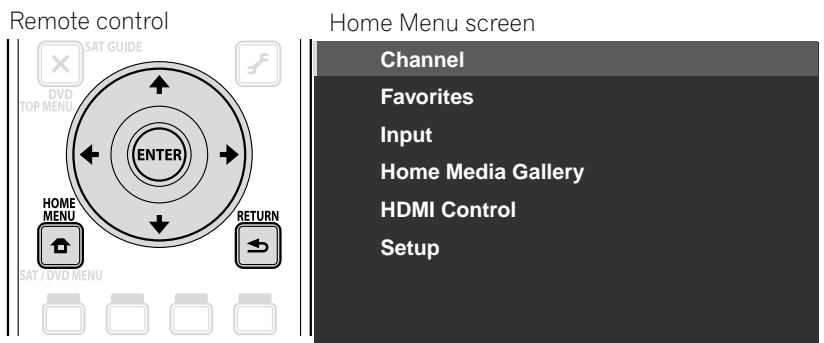 Remote control
Home Menu screen
SAT GUIDE
DVD
TOP MENU
ENTER
HOME
MENU
RETURN
SAT / DVD MENU
Channel
Favorites
Input
Home Media Gallery
HDMI Control
Setup